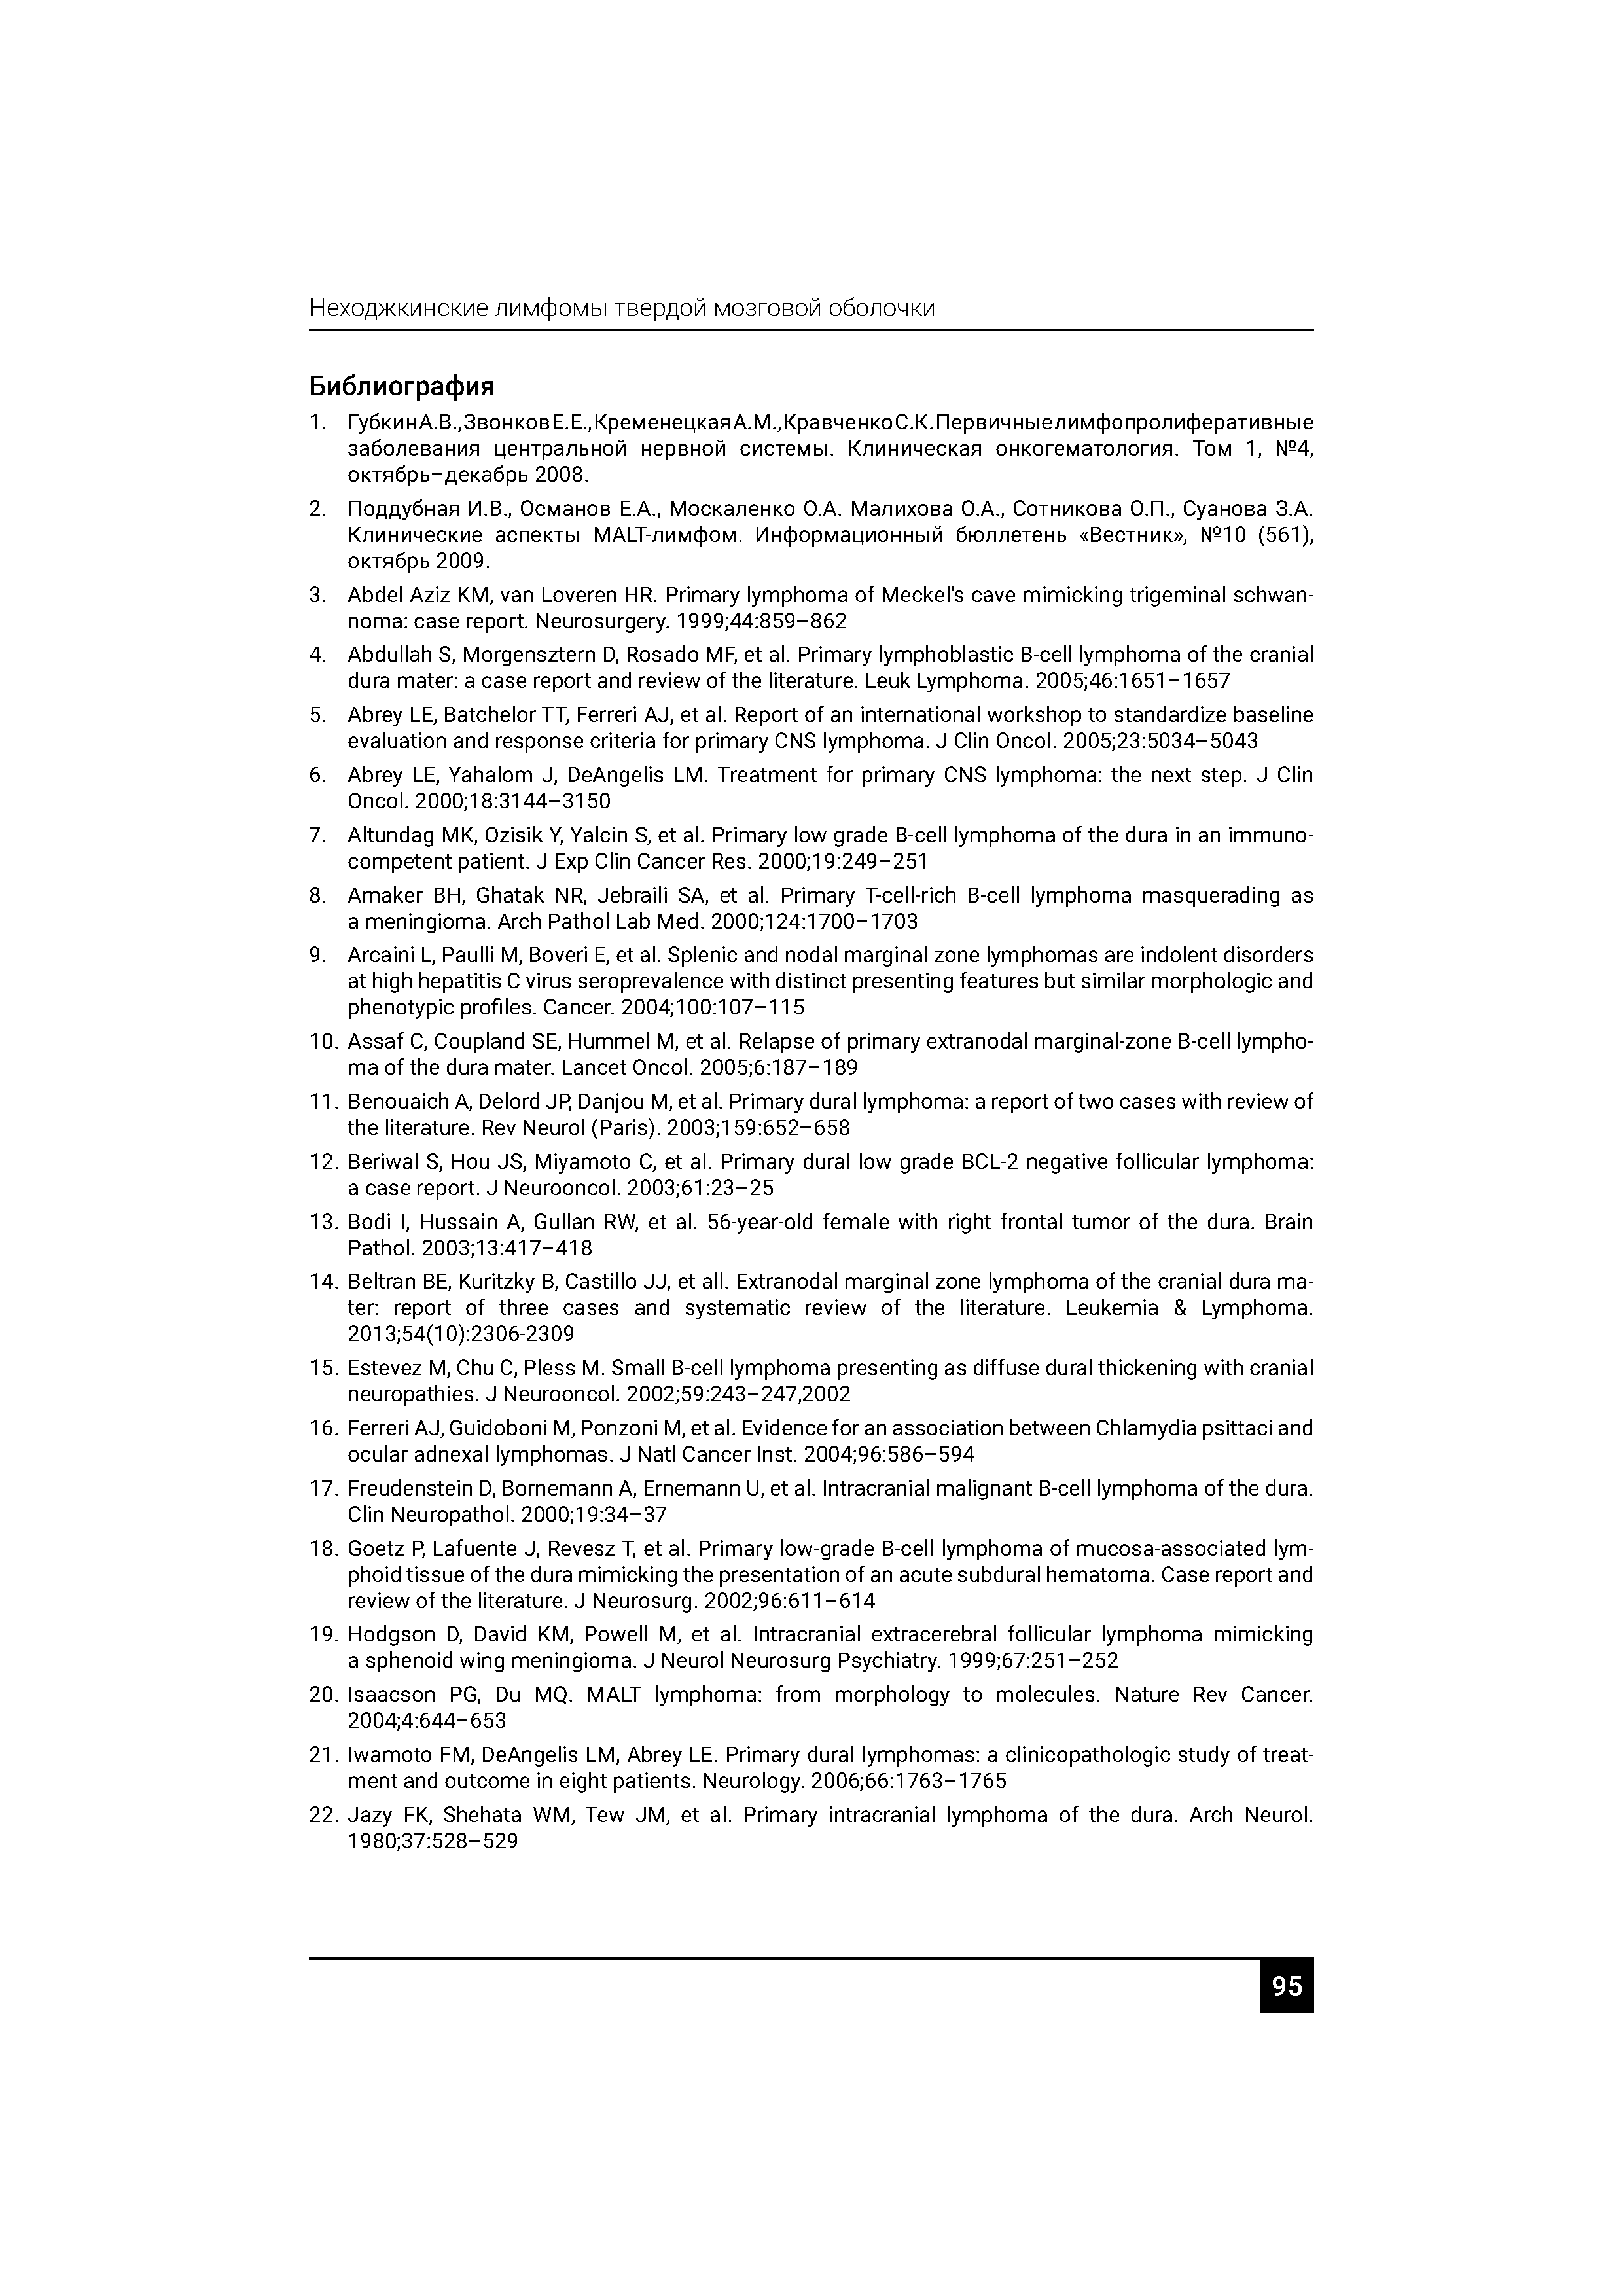 Неходжкинские лимфомы твердой мозговой оболочки
Библиография
1. Губкин А.В., Звонков Е.Е., Кременецкая А.М., Кравченко С.К. Первичные лимфопролиферативные
заболевания центральной нервной системы. Клиническая онкогематология. Том 1, №4,
октябрь–декабрь 2008.
2. Поддубная И.В., Османов Е.А., Москаленко О.А. Малихова О.А., Сотникова О.П., Суанова З.А.
Клинические аспекты MALT-лимфом. Информационный бюллетень «Вестник», №10 (561),
октябрь 2009.
3. Abdel Aziz KM, van Loveren HR. Primary lymphoma of Meckel's cave mimicking trigeminal schwan-
noma: case report. Neurosurgery. 1999;44:859–862
4. Abdullah S, Morgensztern D, Rosado MF, et al. Primary lymphoblastic B-cell lymphoma of the cranial
dura mater: a case report and review of the literature. Leuk Lymphoma. 2005;46:1651–1657
5. Abrey LE, Batchelor TT, Ferreri AJ, et al. Report of an international workshop to standardize baseline
evaluation and response criteria for primary CNS lymphoma. J Clin Oncol. 2005;23:5034–5043
6. Abrey LE, Yahalom J, DeAngelis LM. Treatment for primary CNS lymphoma: the next step. J Clin
Oncol. 2000;18:3144–3150
7. Altundag MK, Ozisik Y, Yalcin S, et al. Primary low grade B-cell lymphoma of the dura in an immuno-
competent patient. J Exp Clin Cancer Res. 2000;19:249–251
8. Amaker BH, Ghatak NR, Jebraili SA, et al. Primary T-cell-rich B-cell lymphoma masquerading as
a meningioma. Arch Pathol Lab Med. 2000;124:1700–1703
9. Arcaini L, Paulli M, Boveri E, et al. Splenic and nodal marginal zone lymphomas are indolent disorders
at high hepatitis C virus seroprevalence with distinct presenting features but similar morphologic and
phenotypic profiles. Cancer. 2004;100:107–115
10. Assaf C, Coupland SE, Hummel M, et al. Relapse of primary extranodal marginal-zone B-cell lympho-
ma of the dura mater. Lancet Oncol. 2005;6:187–189
11. Benouaich A, Delord JP, Danjou M, et al. Primary dural lymphoma: a report of two cases with review of
the literature. Rev Neurol (Paris). 2003;159:652–658
12. Beriwal S, Hou JS, Miyamoto C, et al. Primary dural low grade BCL-2 negative follicular lymphoma:
a case report. J Neurooncol. 2003;61:23–25
13. Bodi I, Hussain A, Gullan RW, et al. 56-year-old female with right frontal tumor of the dura. Brain
Pathol. 2003;13:417–418
14. Beltran BE, Kuritzky B, Castillo JJ, et all. Extranodal marginal zone lymphoma of the cranial dura ma-
ter: report of three cases and systematic review of the literature. Leukemia & Lymphoma.
2013;54(10):2306-2309
15. Estevez M, Chu C, Pless M. Small B-cell lymphoma presenting as diffuse dural thickening with cranial
neuropathies. J Neurooncol. 2002;59:243–247,2002
16. Ferreri AJ, Guidoboni M, Ponzoni M, et al. Evidence for an association between Chlamydia psittaci and
ocular adnexal lymphomas. J Natl Cancer Inst. 2004;96:586–594
17. Freudenstein D, Bornemann A, Ernemann U, et al. Intracranial malignant B-cell lymphoma of the dura.
Clin Neuropathol. 2000;19:34–37
18. Goetz P, Lafuente J, Revesz T, et al. Primary low-grade B-cell lymphoma of mucosa-associated lym-
phoid tissue of the dura mimicking the presentation of an acute subdural hematoma. Case report and
review of the literature. J Neurosurg. 2002;96:611–614
19. Hodgson D, David KM, Powell M, et al. Intracranial extracerebral follicular lymphoma mimicking
a sphenoid wing meningioma. J Neurol Neurosurg Psychiatry. 1999;67:251–252
20. Isaacson PG, Du MQ. MALT lymphoma: from morphology to molecules. Nature Rev Cancer.
2004;4:644–653
21. Iwamoto FM, DeAngelis LM, Abrey LE. Primary dural lymphomas: a clinicopathologic study of treat-
ment and outcome in eight patients. Neurology. 2006;66:1763–1765
22. Jazy FK, Shehata WM, Tew JM, et al. Primary intracranial lymphoma of the dura. Arch Neurol.
1980;37:528–529
95